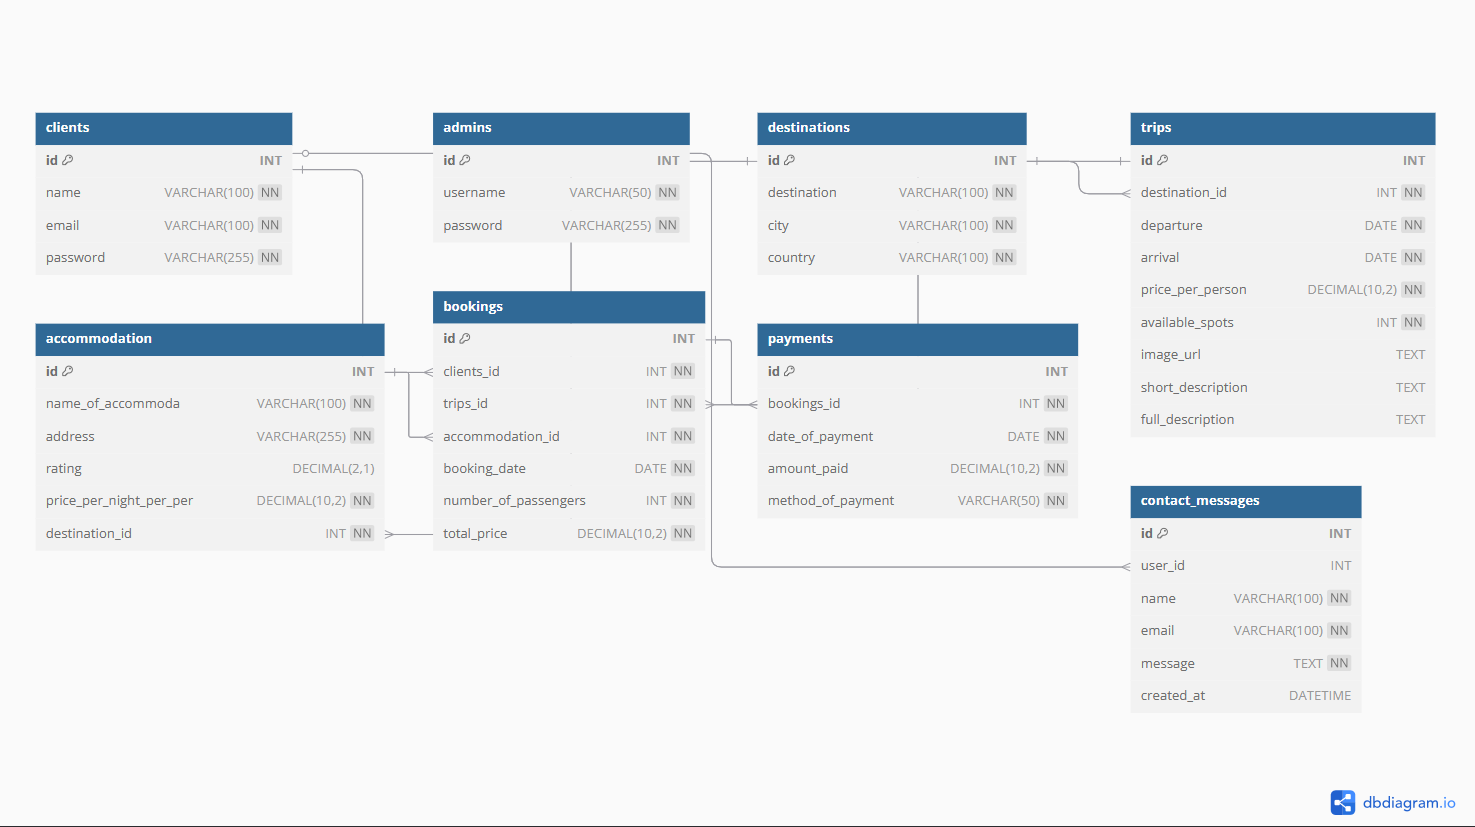 clients
id INT
name VARCHAR(100) NN
email VARCHAR(100) NN
password VARCHAR(255) NN
admins
id INT
username VARCHAR(50) NN
password VARCHAR(255) NN
destinations
id INT
destination VARCHAR(100) NN
city VARCHAR(100) NN
country VARCHAR(100) NN
trips
id INT
destination_id INT NN
departure DATE NN
arrival DATE NN
price_per_person DECIMAL(10,2) NN
available_spots INT NN
image_url TEXT
short_description TEXT
full_description TEXT
accommodation
id INT
name_of_accommoda VARCHAR(100) NN
address VARCHAR(255) NN
rating DECIMAL(2,1)
price_per_night_per_per DECIMAL(10,2) NN
destination_id INT NN
bookings
id INT
clients_id INT NN
trips_id INT NN
accommodation_id INT NN
booking_date DATE NN
number_of_passengers INT NN
total_price DECIMAL(10,2) NN
payments
id INT
bookings_id INT NN
date_of_payment DATE NN
amount_paid DECIMAL(10,2) NN
method_of_payment VARCHAR(50) NN
contact_messages
id INT
user_id INT
name VARCHAR(100) NN
email VARCHAR(100) NN
message TEXT NN
created_at DATETIME
dbdiagram.io